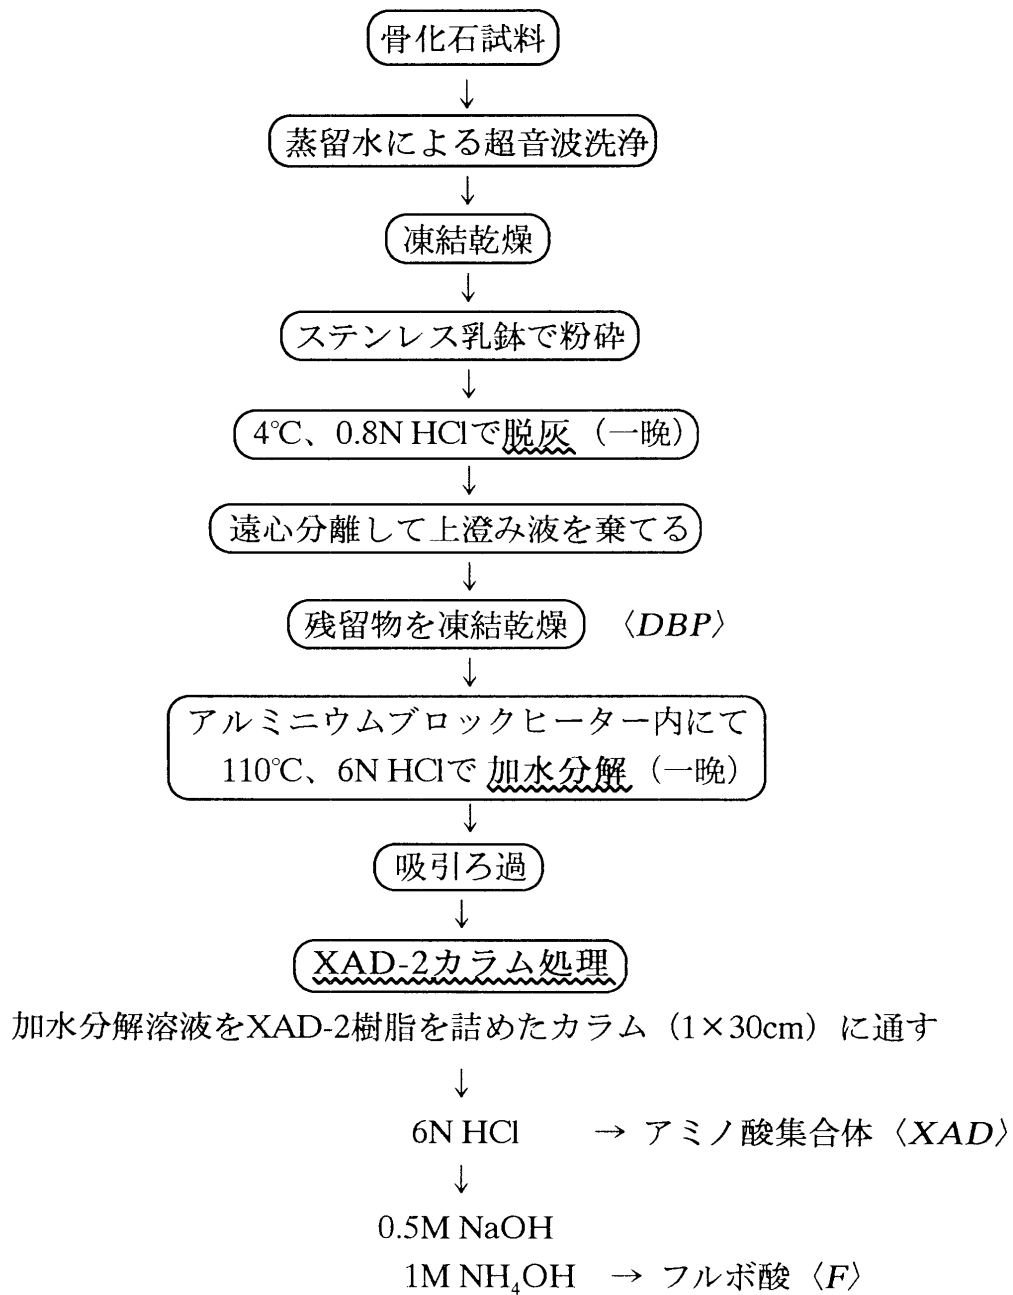 骨化石試料
↓
蒸留水による超音波洗浄
↓
凍結乾燥
↓
ステンレス乳鉢で粉砕
↓
4℃、0.8N HClで脱灰（一晩）
↓
遠心分離して上澄み液を棄てる
↓
残留物を凍結乾燥 〈DBP〉
↓
アルミニウムブロックヒーター内にて
110℃、6N HClで 加水分解（一晩）
↓
吸引ろ過
↓
XAD-2カラム処理
加水分解溶液をXAD-2樹脂を詰めたカラム（1×30cm）に通す
↓
6N HCl → アミノ酸集合体〈XAD〉
↓
0.5M NaOH
1M NH₄OH → フルボ酸〈F〉